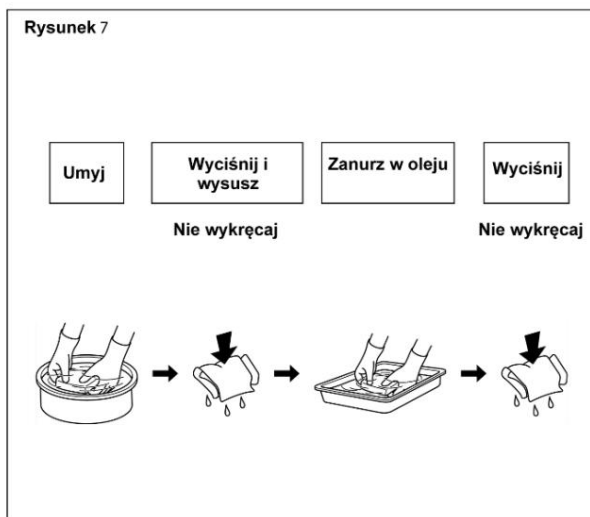 Rysunek 7
Umyj
Wyciśnij i
wysusz
Zanurz w oleju
Wyciśnij
Nie wykręcaj
Nie wykręcaj